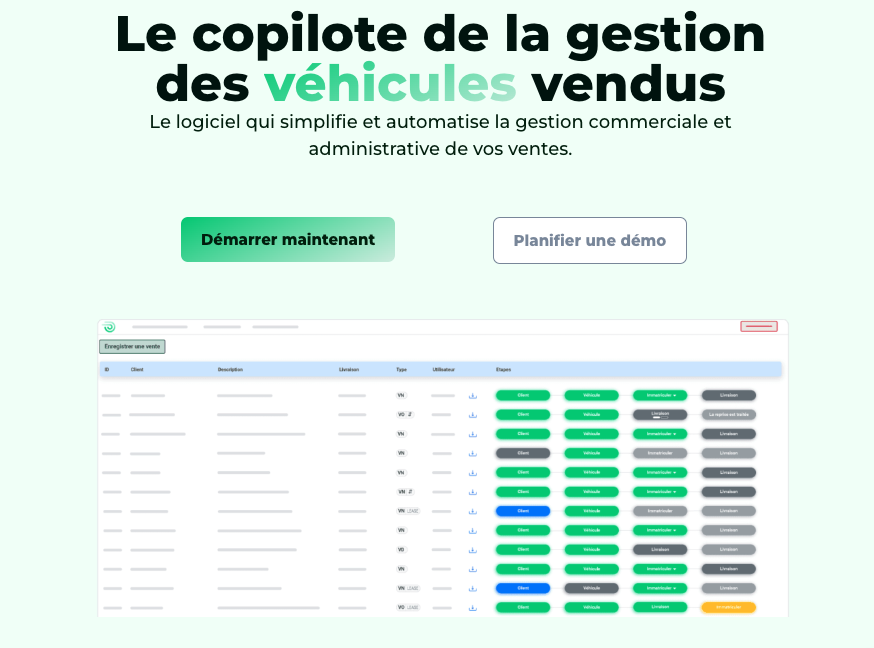 Le copilote de la gestion
des véhicules vendus
Le logiciel qui simplifie et automatise la gestion commerciale et
administrative de vos ventes.
Démarrer maintenant
Planifier une démo
Enregistrer une vente
ID Client Description Livraison Type Utilisateur Etapes
VN Client Véhicule Immatriculer Livraison
VO Client Véhicule Livraison La reprise est traitée
VN Client Véhicule Immatriculer Livraison
VN Client Véhicule Immatriculer Livraison
VN Client Véhicule Immatriculer Livraison
VN Client Véhicule Immatriculer Livraison
VN LEASE Client Véhicule Immatriculer Livraison
VN Client Véhicule Immatriculer Livraison
VO Client Véhicule Livraison Livraison
VN Client Véhicule Immatriculer Livraison
VN LEASE Client Véhicule Immatriculer Livraison
VO LEASE Client Véhicule Livraison Immatriculer